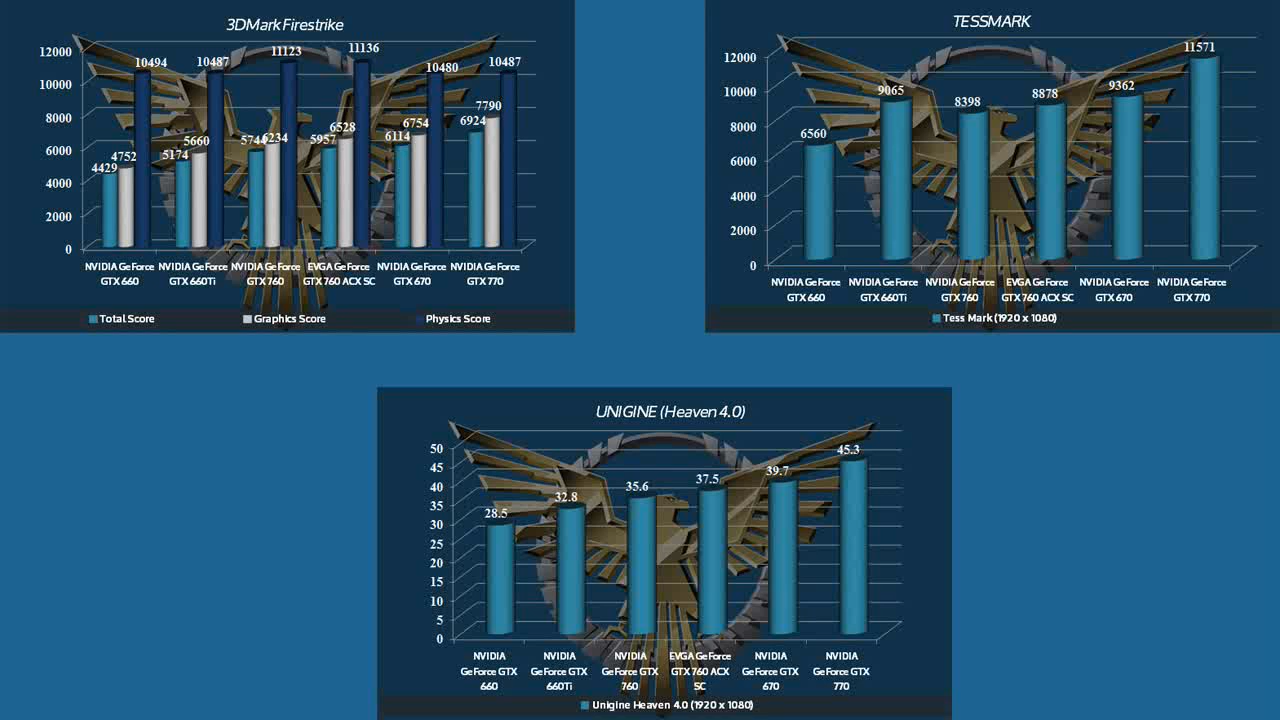 3DMark Firestrike
12000
10000
8000
6000
4000
2000
0
4429 4752 10494
5174 5660 10487
5744 6234 11123
5957 6528 11136
6114 6754 10480
6924 7790 10487
NVIDIA GeForce GTX 660
NVIDIA GeForce GTX 660Ti
NVIDIA GeForce GTX 760
EVGA GeForce GTX 760 ACX SC
NVIDIA GeForce GTX 670
NVIDIA GeForce GTX 770
Total Score Graphics Score Physics Score
TESSMARK
12000
10000
8000
6000
4000
2000
0
6560 9065 8398 8878 9362 11571
NVIDIA GeForce GTX 660
NVIDIA GeForce GTX 660Ti
NVIDIA GeForce GTX 760
EVGA GeForce GTX 760 ACX SC
NVIDIA GeForce GTX 670
NVIDIA GeForce GTX 770
Tess Mark (1920 x 1080)
UNIGINE (Heaven 4.0)
50
45
40
35
30
25
20
15
10
5
0
28.5 32.8 35.6 37.5 39.7 45.3
NVIDIA GeForce GTX 660
NVIDIA GeForce GTX 660Ti
NVIDIA GeForce GTX 760
EVGA GeForce GTX 760 ACX SC
NVIDIA GeForce GTX 670
NVIDIA GeForce GTX 770
Unigine Heaven 4.0 (1920 x 1080)